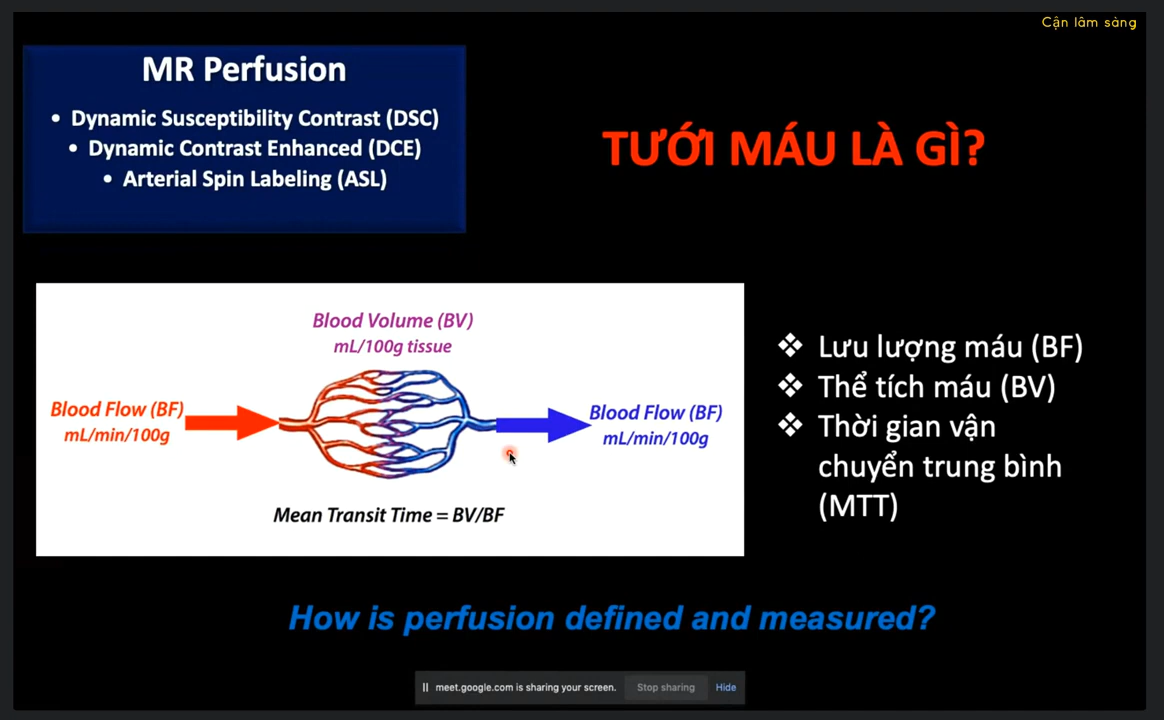 Cận lâm sàng
MR Perfusion
• Dynamic Susceptibility Contrast (DSC)
• Dynamic Contrast Enhanced (DCE)
• Arterial Spin Labeling (ASL)
TƯỚI MÁU LÀ GÌ?
Blood Volume (BV)
mL/100g tissue
Blood Flow (BF)
mL/min/100g
Blood Flow (BF)
mL/min/100g
Mean Transit Time = BV/BF
❖ Lưu lượng máu (BF)
❖ Thể tích máu (BV)
❖ Thời gian vận
chuyển trung bình
(MTT)
How is perfusion defined and measured?
meet.google.com is sharing your screen.
Stop sharing
Hide